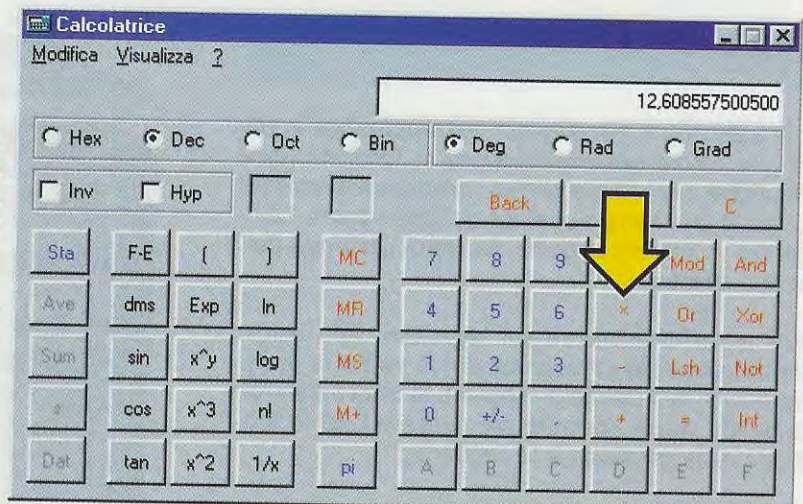 Calcolatrice
Modifica Visualizza ?
12,608557500500
Hex Dec Oct Bin Deg Rad Grad
Inv Hyp Back C
Sta F-E ( ) MC 7 8 9 Mod And
Ave dms Exp ln MR 4 5 6 * Or Xor
Sum sin x^y log MS 1 2 3 - Lsh Not
s cos x^3 n! M+ 0 +/- , + = Int
Dat tan x^2 1/x pi A B C D E F